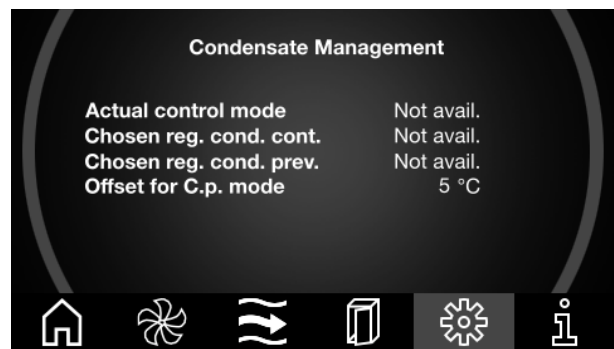 Condensate Management
Actual control mode Not avail.
Chosen reg. cond. cont. Not avail.
Chosen reg. cond. prev. Not avail.
Offset for C.p. mode 5 °C